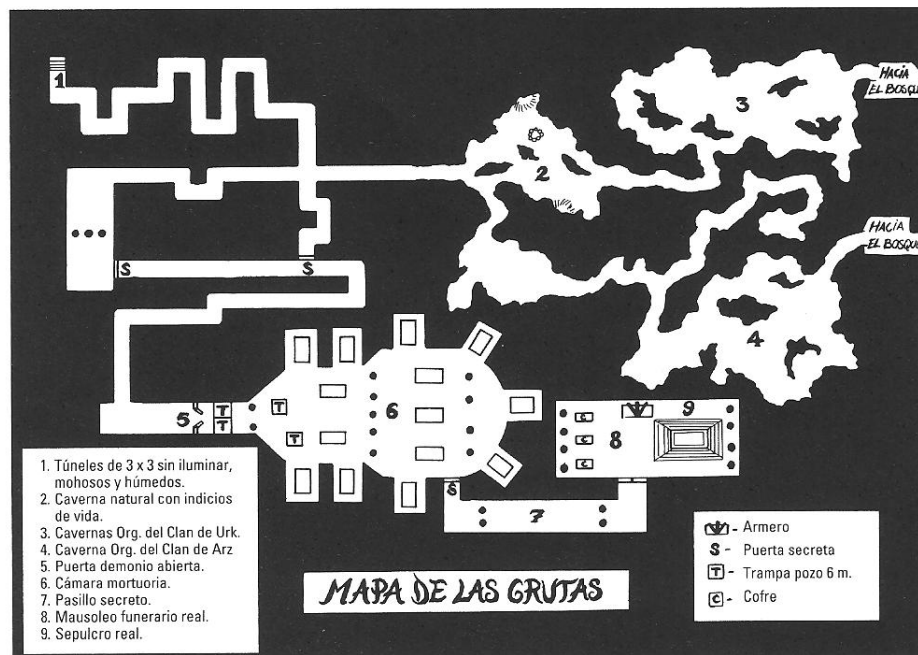 1
HACIA
EL BOSQUE
3
2
HACIA
EL BOSQUE
S
S
4
T
T
5
T
T
6
C
C
C
8
9
S
7
1. Túneles de 3 x 3 sin iluminar,
mohosos y húmedos.
2. Caverna natural con indicios
de vida.
3. Cavernas Org. del Clan de Urk.
4. Caverna Org. del Clan de Arz
5. Puerta demonio abierta.
6. Cámara mortuoria.
7. Pasillo secreto.
8. Mausoleo funerario real.
9. Sepulcro real.
MAPA DE LAS GRUTAS
- Armero
S - Puerta secreta
T - Trampa pozo 6 m.
C - Cofre